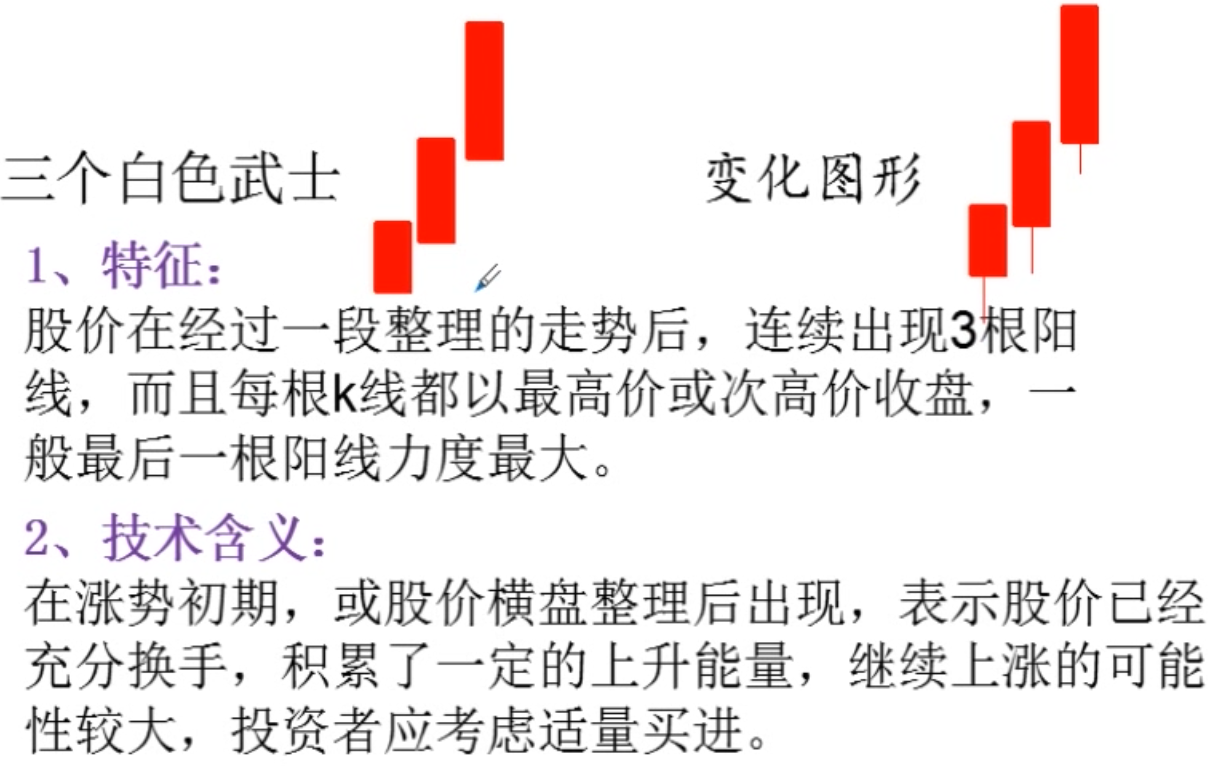 三个白色武士
变化图形
1、特征：
股价在经过一段整理的走势后，连续出现3根阳
线，而且每根k线都以最高价或次高价收盘，一
般最后一根阳线力度最大。
2、技术含义：
在涨势初期，或股价横盘整理后出现，表示股价已经
充分换手，积累了一定的上升能量，继续上涨的可能
性较大，投资者应考虑适量买进。